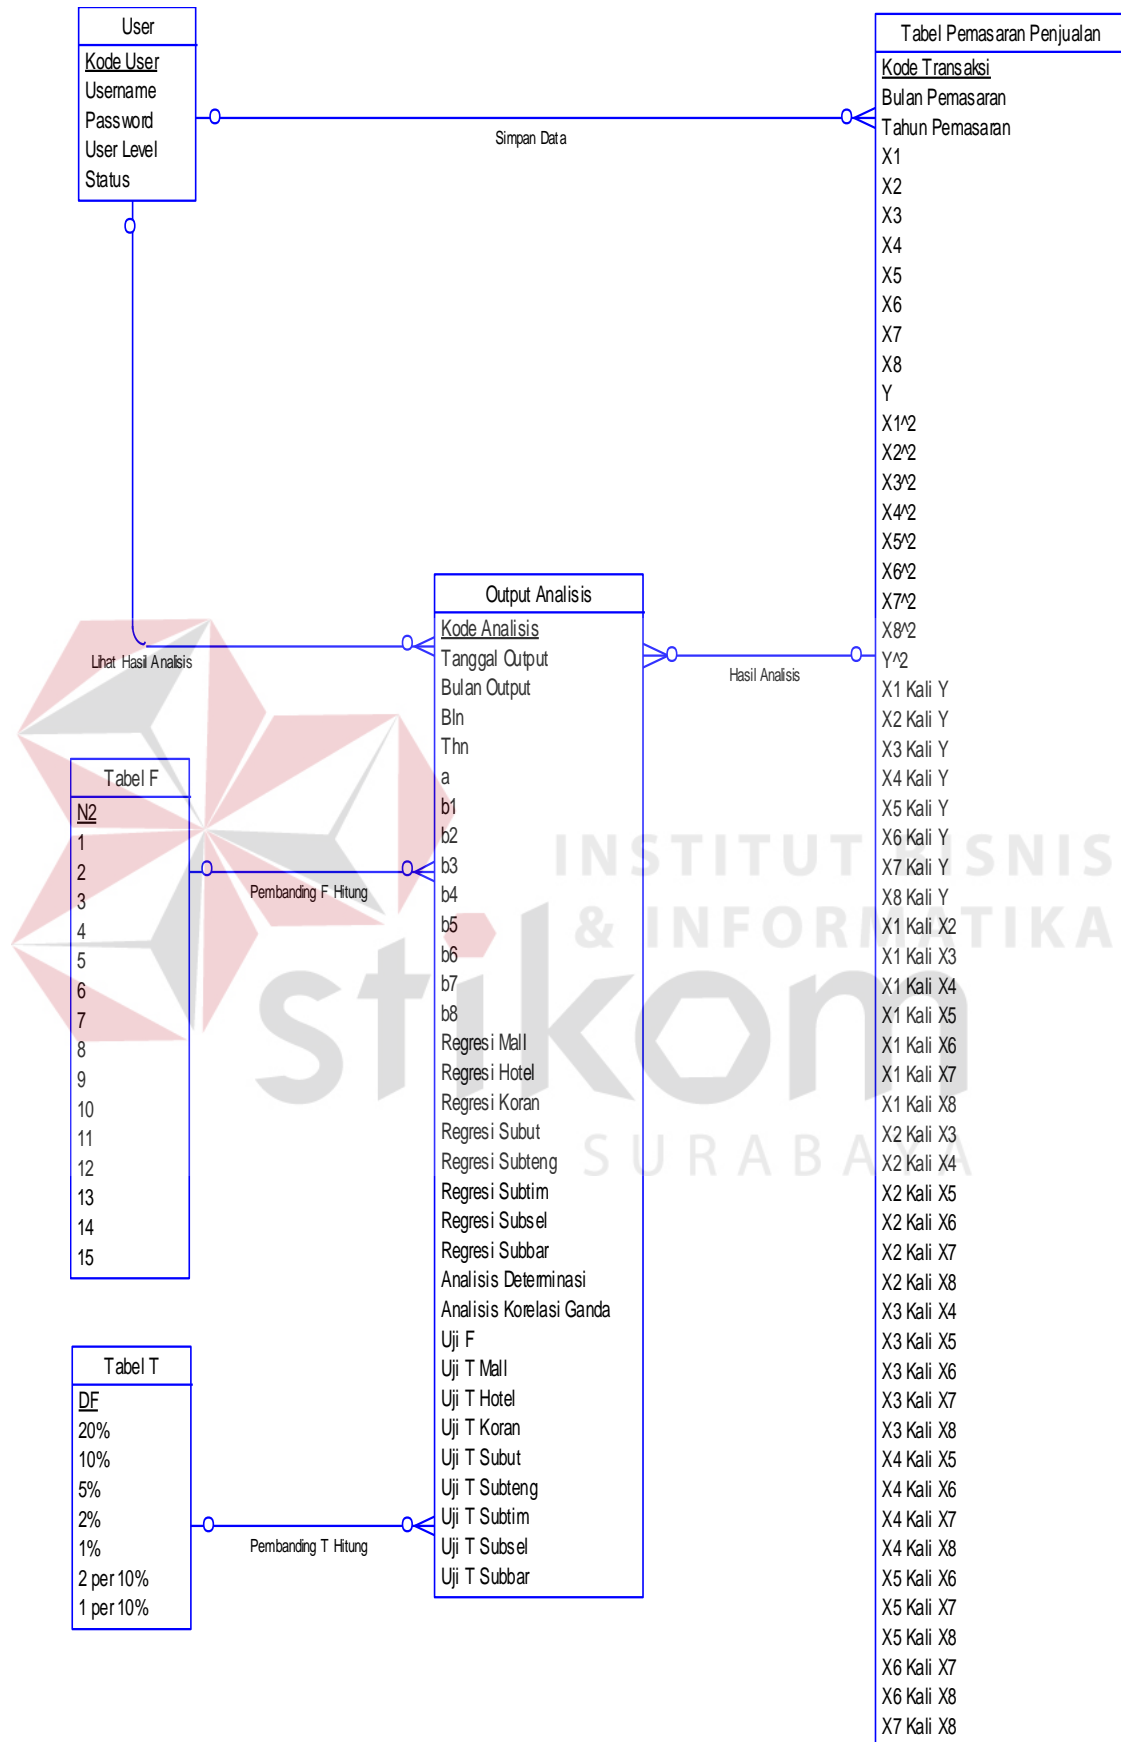 User
Kode User
Username
Password
User Level
Status
Simpan Data
Lihat Hasil Analisis
Tabel F
N2
1
2
3
4
5
6
7
8
9
10
11
12
13
14
15
Pembanding F Hitung
Tabel T
DF
20%
10%
5%
2%
1%
2 per 10%
1 per 10%
Pembanding T Hitung
Output Analisis
Kode Analisis
Tanggal Output
Bulan Output
Bln
Thn
a
b1
b2
b3
b4
b5
b6
b7
b8
Regresi Mall
Regresi Hotel
Regresi Koran
Regresi Subut
Regresi Subteng
Regresi Subtim
Regresi Subsel
Regresi Subbar
Analisis Determinasi
Analisis Korelasi Ganda
Uji F
Uji T Mall
Uji T Hotel
Uji T Koran
Uji T Subut
Uji T Subteng
Uji T Subtim
Uji T Subsel
Uji T Subbar
Hasil Analisis
Tabel Pemasaran Penjualan
Kode Transaksi
Bulan Pemasaran
Tahun Pemasaran
X1
X2
X3
X4
X5
X6
X7
X8
Y
X1^2
X2^2
X3^2
X4^2
X5^2
X6^2
X7^2
X8^2
Y^2
X1 Kali Y
X2 Kali Y
X3 Kali Y
X4 Kali Y
X5 Kali Y
X6 Kali Y
X7 Kali Y
X8 Kali Y
X1 Kali X2
X1 Kali X3
X1 Kali X4
X1 Kali X5
X1 Kali X6
X1 Kali X7
X1 Kali X8
X2 Kali X3
X2 Kali X4
X2 Kali X5
X2 Kali X6
X2 Kali X7
X2 Kali X8
X3 Kali X4
X3 Kali X5
X3 Kali X6
X3 Kali X7
X3 Kali X8
X4 Kali X5
X4 Kali X6
X4 Kali X7
X4 Kali X8
X5 Kali X6
X5 Kali X7
X5 Kali X8
X6 Kali X7
X6 Kali X8
X7 Kali X8
INSTITUT BISNIS
& INFORMATIKA
stikom
SURABAYA